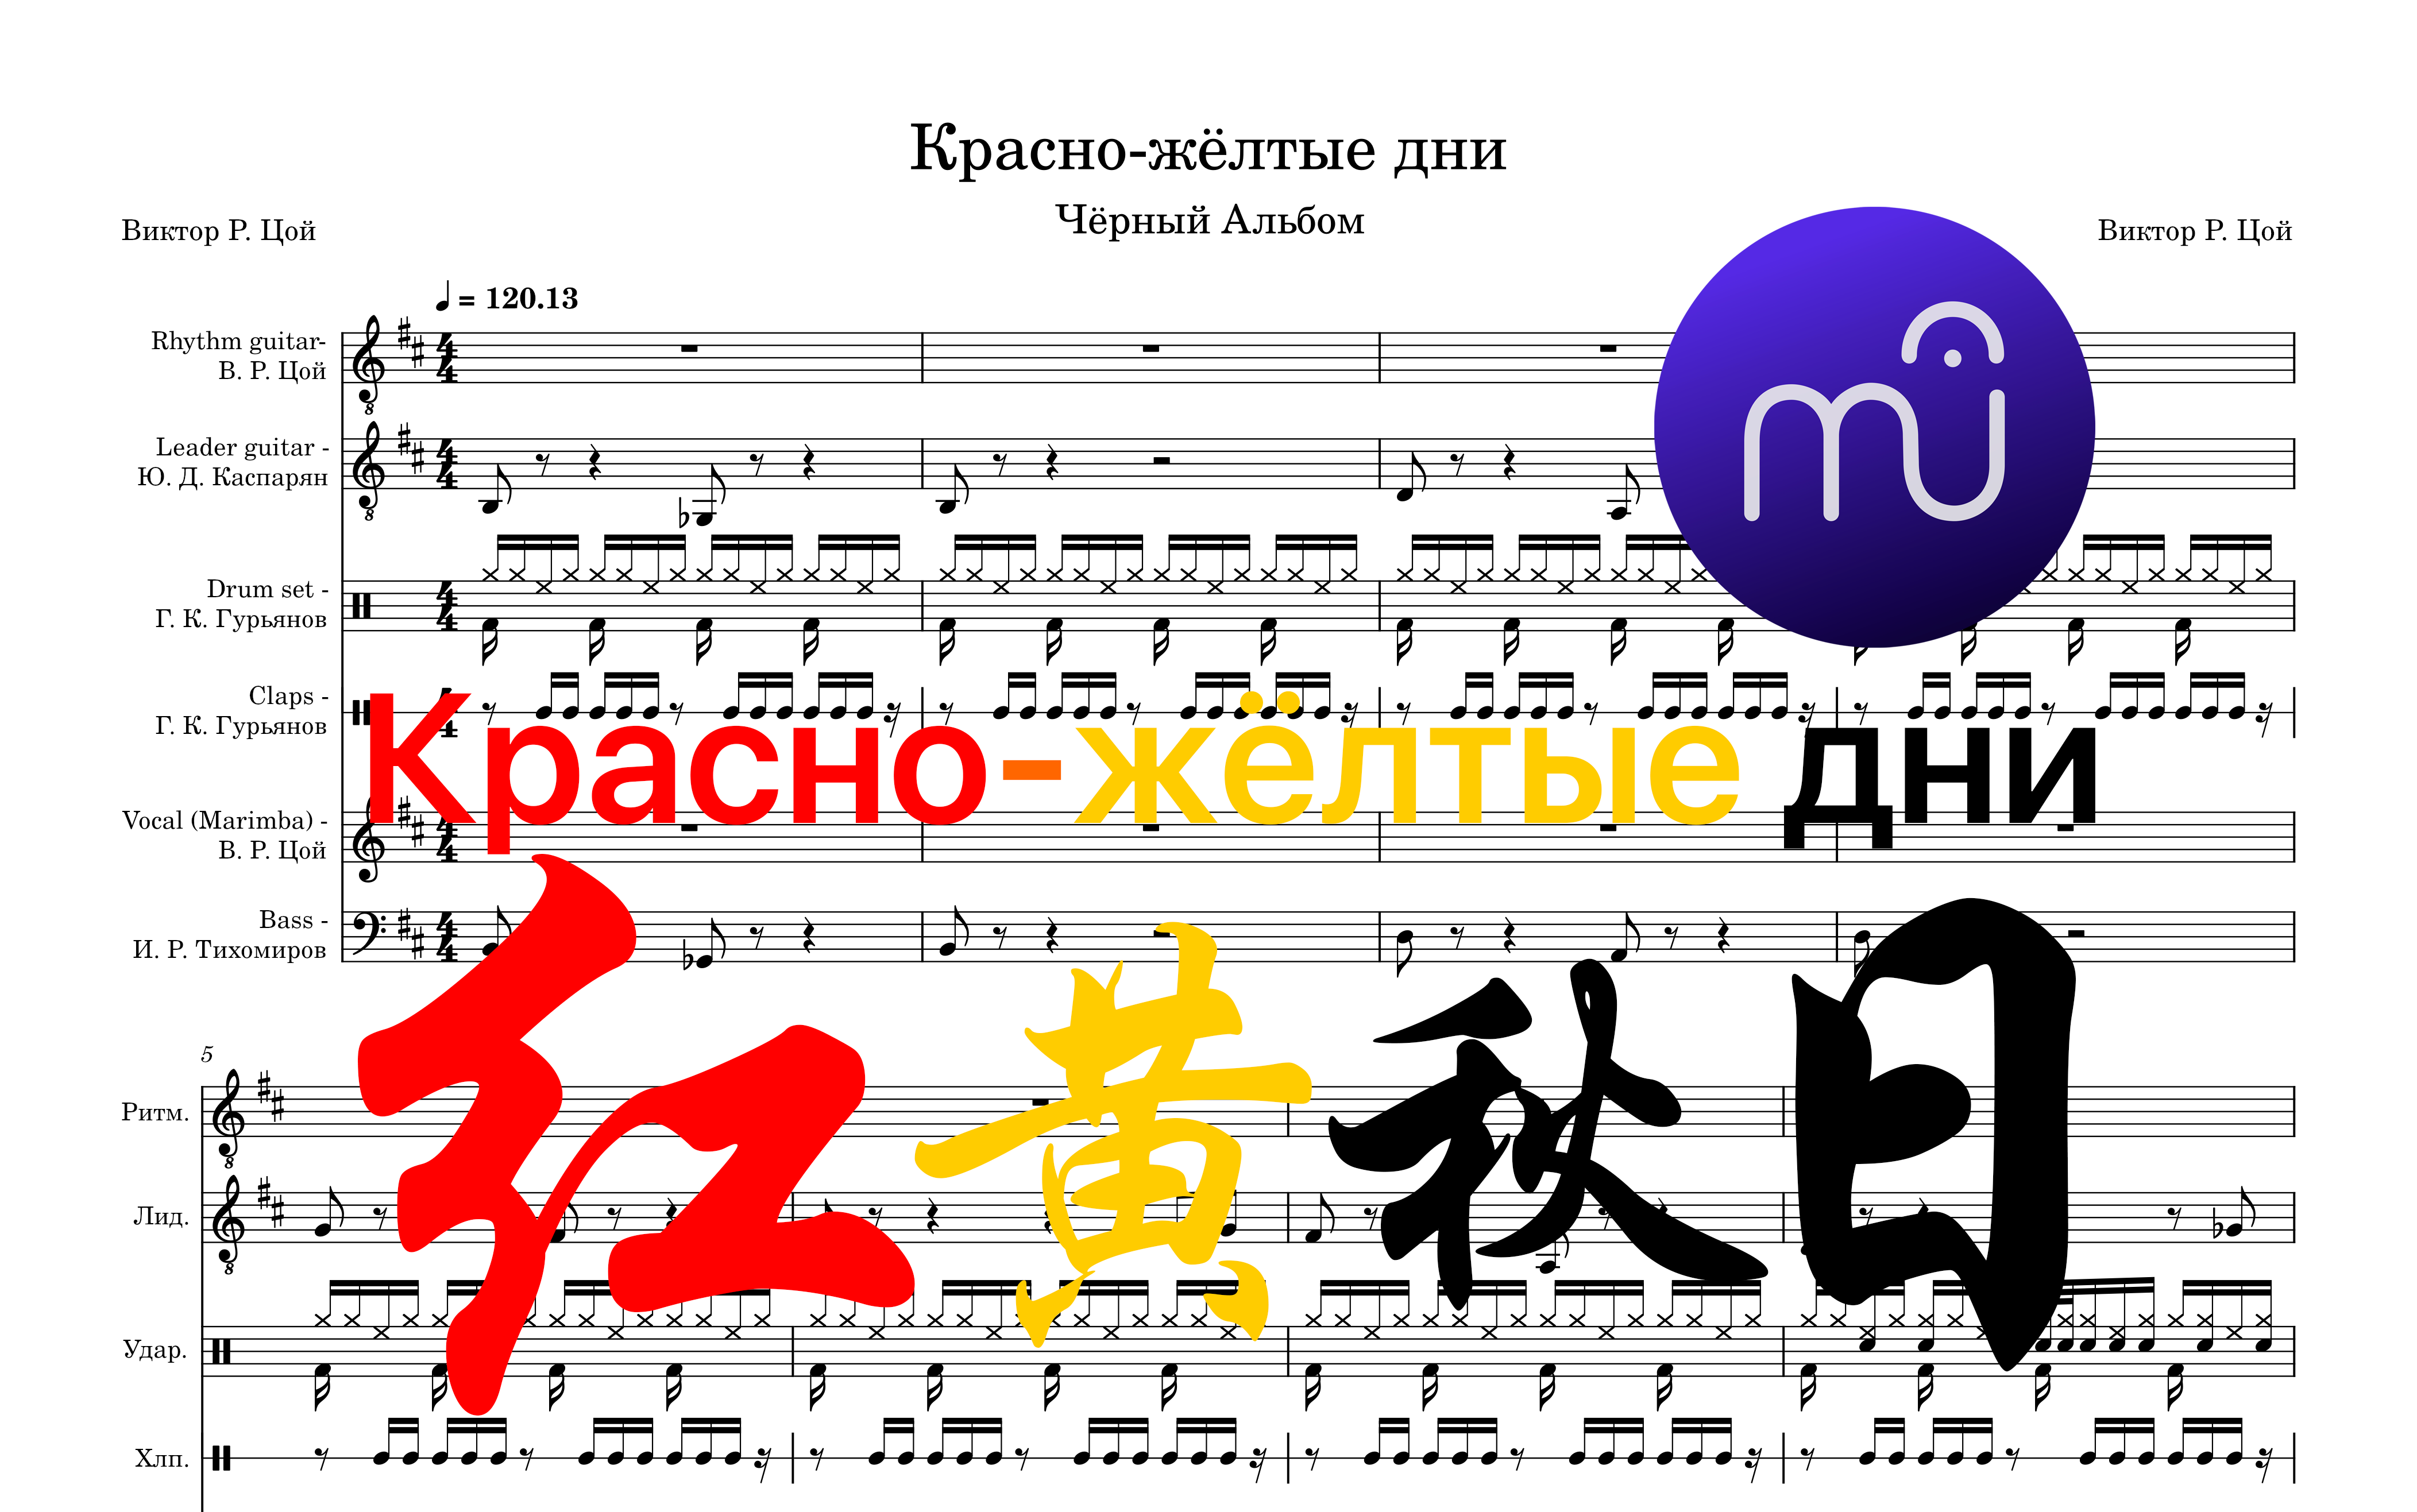 Красно-жёлтые дни
Чёрный Альбом
Виктор Р. Цой
Виктор Р. Цой
= 120.13
Rhythm guitar-
В. Р. Цой
Leader guitar -
Ю. Д. Каспарян
Drum set -
Г. К. Гурьянов
Claps -
Г. К. Гурьянов
Красно-жёлтые дни
Vocal (Marimba) -
В. Р. Цой
Bass -
И. Р. Тихомиров
红黄秋日
5
Ритм.
Лид.
Удар.
Хлп.